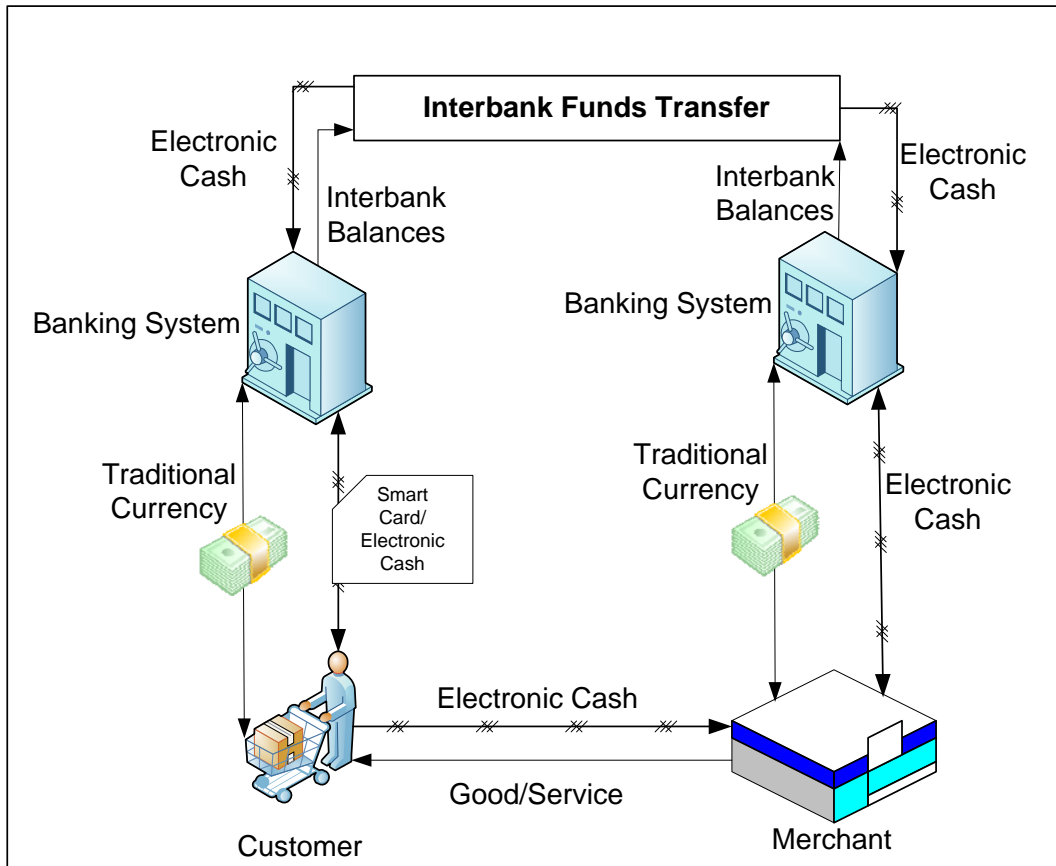 Interbank Funds Transfer
Electronic
Cash
Interbank
Balances
Interbank
Balances
Electronic
Cash
Banking System
Banking System
Traditional
Currency
Smart
Card/
Electronic
Cash
Traditional
Currency
Electronic
Cash
Electronic Cash
Good/Service
Customer
Merchant